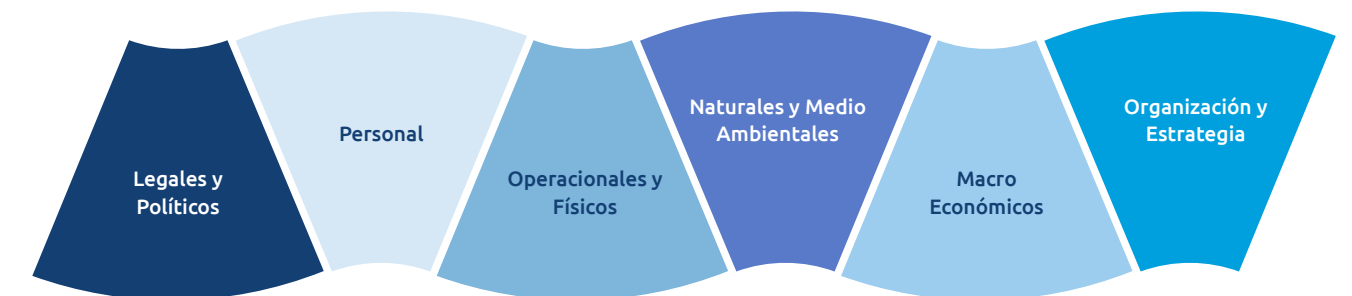 Legales y
Políticos
Personal
Operacionales y
Físicos
Naturales y Medio
Ambientales
Macro
Económicos
Organización y
Estrategia